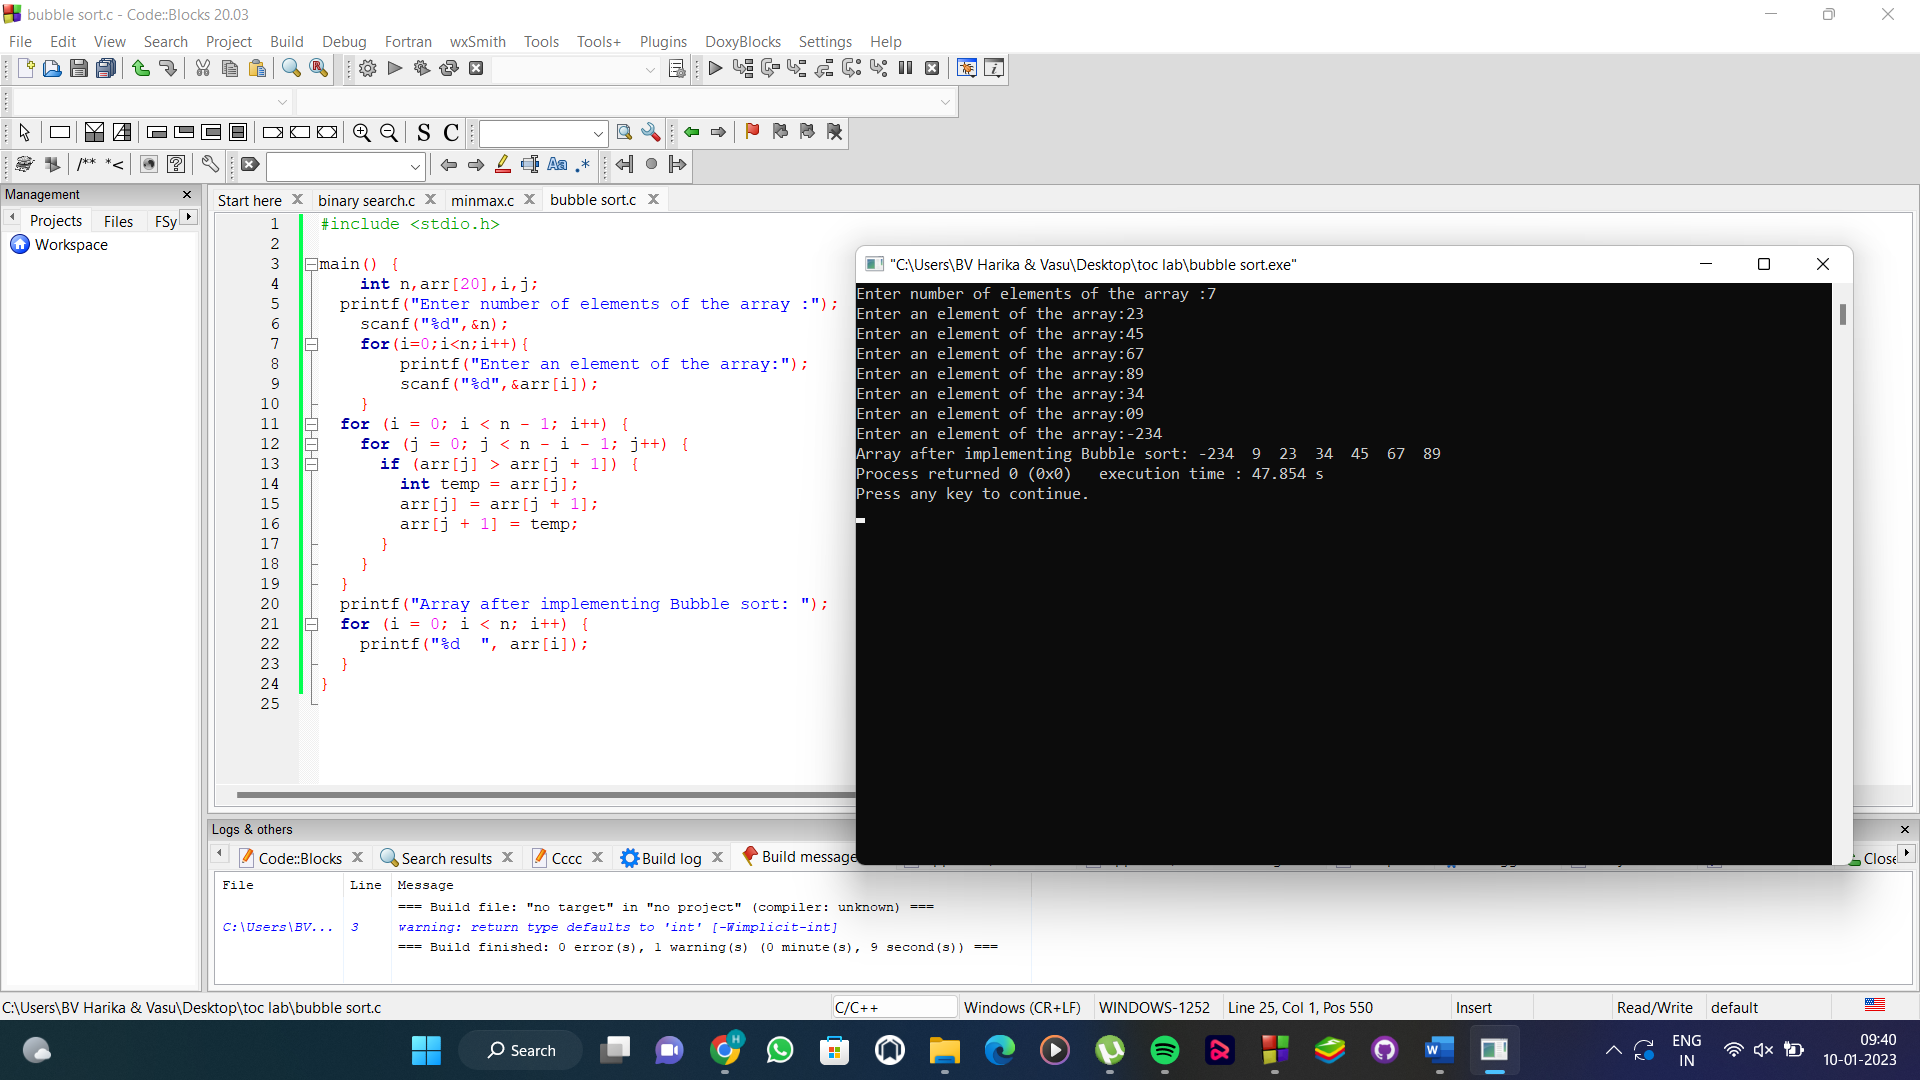 bubble sort.c - Code::Blocks 20.03
File Edit View Search Project Build Debug Fortran wxSmith Tools Tools+ Plugins DoxyBlocks Settings Help
S C
/** *<
Aa .*
Management
Projects Files FSy
Workspace
Start here binary search.c minmax.c bubble sort.c
1 #include <stdio.h>
2
3 main() {
4 int n,arr[20],i,j;
5 printf("Enter number of elements of the array :");
6 scanf("%d",&n);
7 for(i=0;i<n;i++){
8 printf("Enter an element of the array:");
9 scanf("%d",&arr[i]);
10 }
11 for (i = 0; i < n - 1; i++) {
12 for (j = 0; j < n - i - 1; j++) {
13 if (arr[j] > arr[j + 1]) {
14 int temp = arr[j];
15 arr[j] = arr[j + 1];
16 arr[j + 1] = temp;
17 }
18 }
19 }
20 printf("Array after implementing Bubble sort: ");
21 for (i = 0; i < n; i++) {
22 printf("%d  ", arr[i]);
23 }
24 }
25
"C:\Users\BV Harika & Vasu\Desktop\toc lab\bubble sort.exe"
Enter number of elements of the array :7
Enter an element of the array:23
Enter an element of the array:45
Enter an element of the array:67
Enter an element of the array:89
Enter an element of the array:34
Enter an element of the array:09
Enter an element of the array:-234
Array after implementing Bubble sort: -234  9  23  34  45  67  89
Process returned 0 (0x0)   execution time : 47.854 s
Press any key to continue.
Logs & others
Code::Blocks Search results Cccc Build log Build message
Close
File Line Message
=== Build file: "no target" in "no project" (compiler: unknown) ===
C:\Users\BV... 3 warning: return type defaults to 'int' [-Wimplicit-int]
=== Build finished: 0 error(s), 1 warning(s) (0 minute(s), 9 second(s)) ===
C:\Users\BV Harika & Vasu\Desktop\toc lab\bubble sort.c C/C++ Windows (CR+LF) WINDOWS-1252 Line 25, Col 1, Pos 550 Insert Read/Write default
Search
H
ENG
IN
09:40
10-01-2023